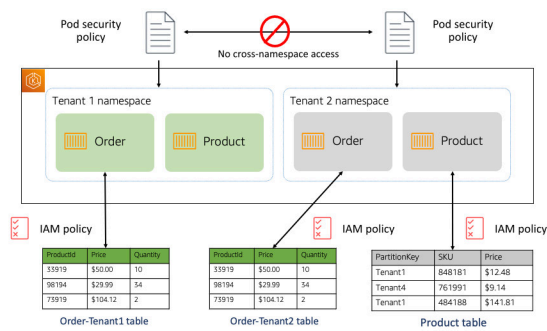 Pod security
policy
Pod security
policy
No cross-namespace access
Tenant 1 namespace
Tenant 2 namespace
Order
Product
Order
Product
IAM policy
IAM policy
IAM policy
ProductId Price Quantity
33919 $50.00 10
98194 $29.99 34
73919 $104.12 2
Order-Tenant1 table
ProductId Price Quantity
33919 $50.00 10
98194 $29.99 34
73919 $104.12 2
Order-Tenant2 table
PartitionKey SKU Price
Tenant1 848181 $12.48
Tenant4 761991 $9.14
Tenant1 484188 $141.81
Product table